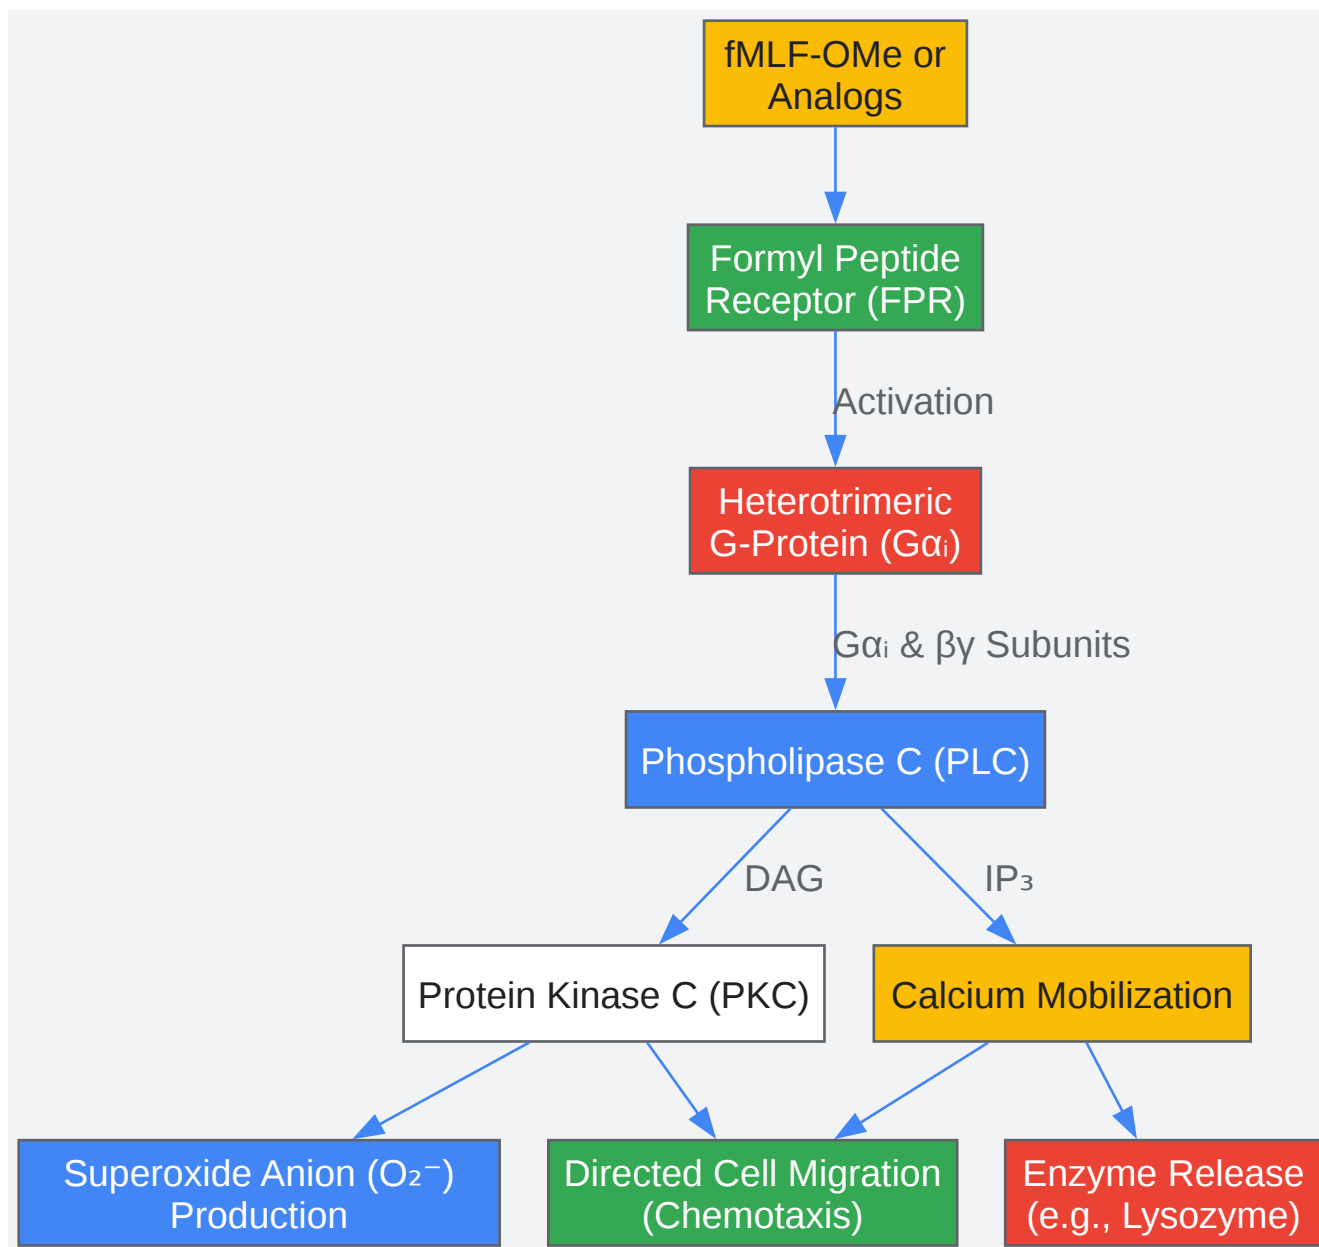 fMLF-OMe or
Analogs
Formyl Peptide
Receptor (FPR)
Activation
Heterotrimeric
G-Protein (Gαᵢ)
Gαᵢ & βγ Subunits
Phospholipase C (PLC)
DAG
IP₃
Protein Kinase C (PKC)
Calcium Mobilization
Superoxide Anion (O₂⁻)
Production
Directed Cell Migration
(Chemotaxis)
Enzyme Release
(e.g., Lysozyme)